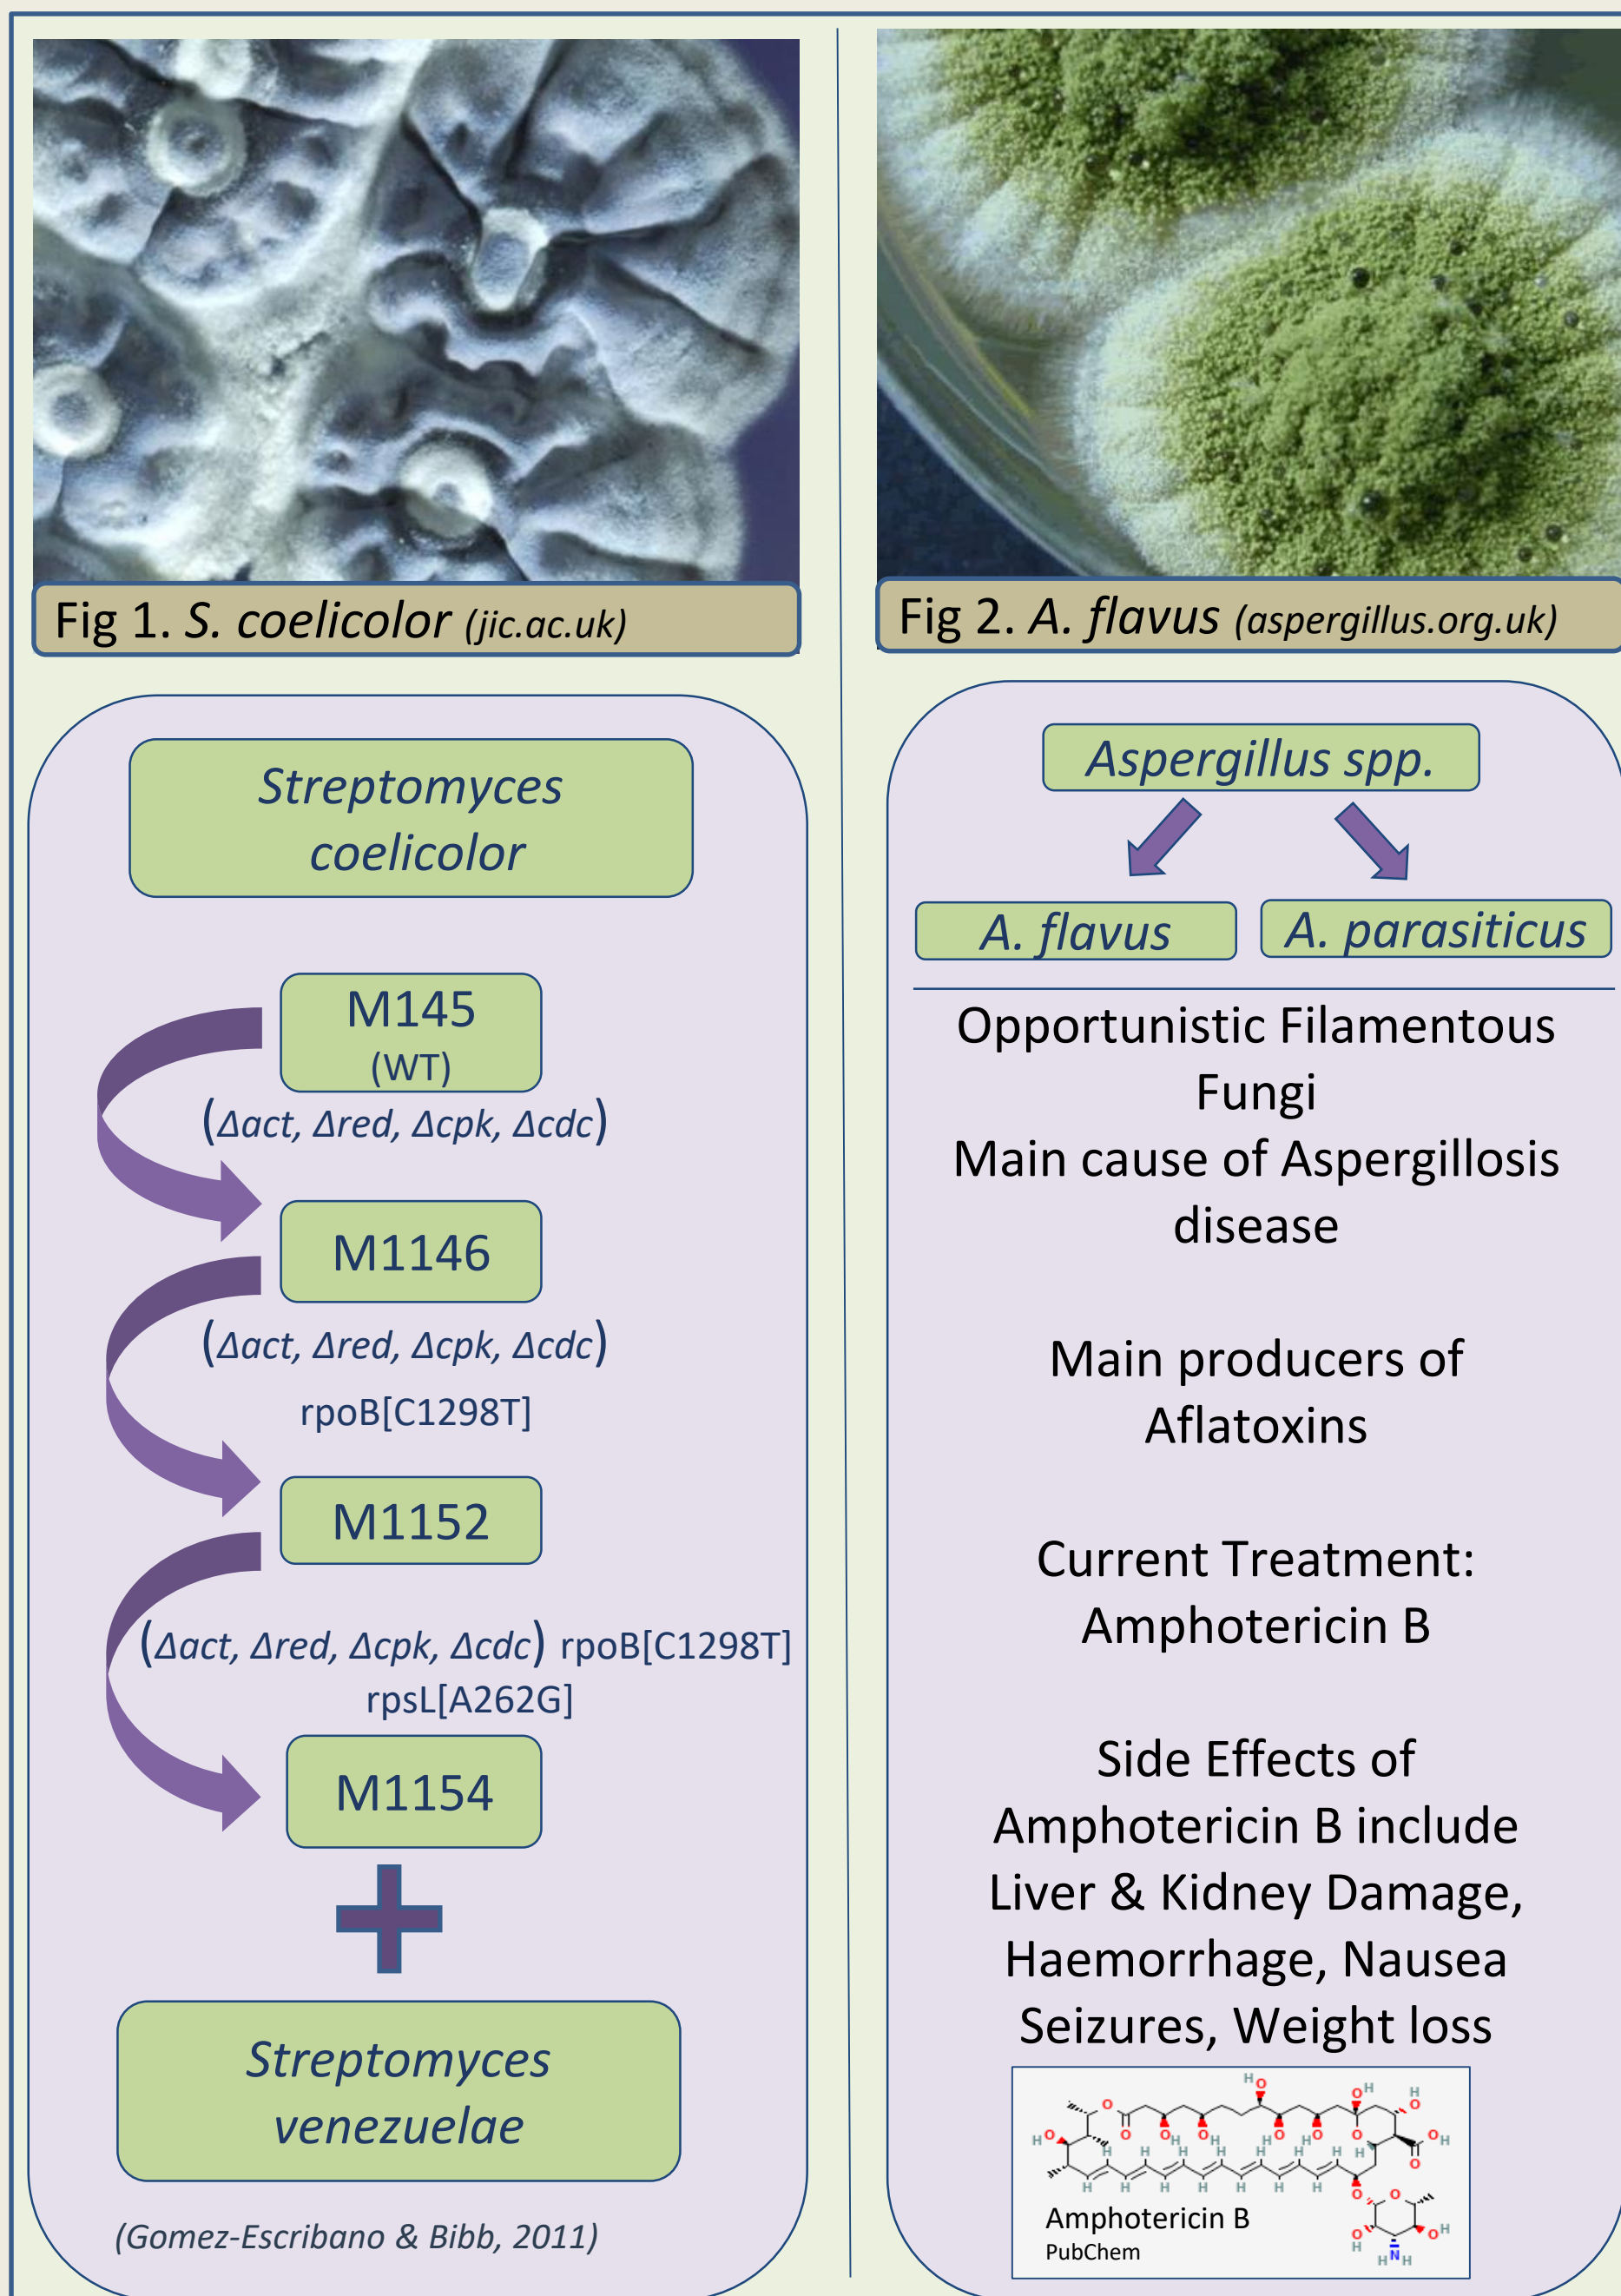 Fig 1. S. coelicolor (jic.ac.uk)
Streptomyces
coelicolor
M145
(WT)
(Δact, Δred, Δcpk, Δcdc)
M1146
(Δact, Δred, Δcpk, Δcdc)
rpoB[C1298T]
M1152
(Δact, Δred, Δcpk, Δcdc) rpoB[C1298T]
rpsL[A262G]
M1154
Streptomyces
venezuelae
(Gomez-Escribano & Bibb, 2011)
Fig 2. A. flavus (aspergillus.org.uk)
Aspergillus spp.
A. flavus
A. parasiticus
Opportunistic Filamentous
Fungi
Main cause of Aspergillosis
disease
Main producers of
Aflatoxins
Current Treatment:
Amphotericin B
Side Effects of
Amphotericin B include
Liver & Kidney Damage,
Haemorrhage, Nausea
Seizures, Weight loss
Amphotericin B
PubChem